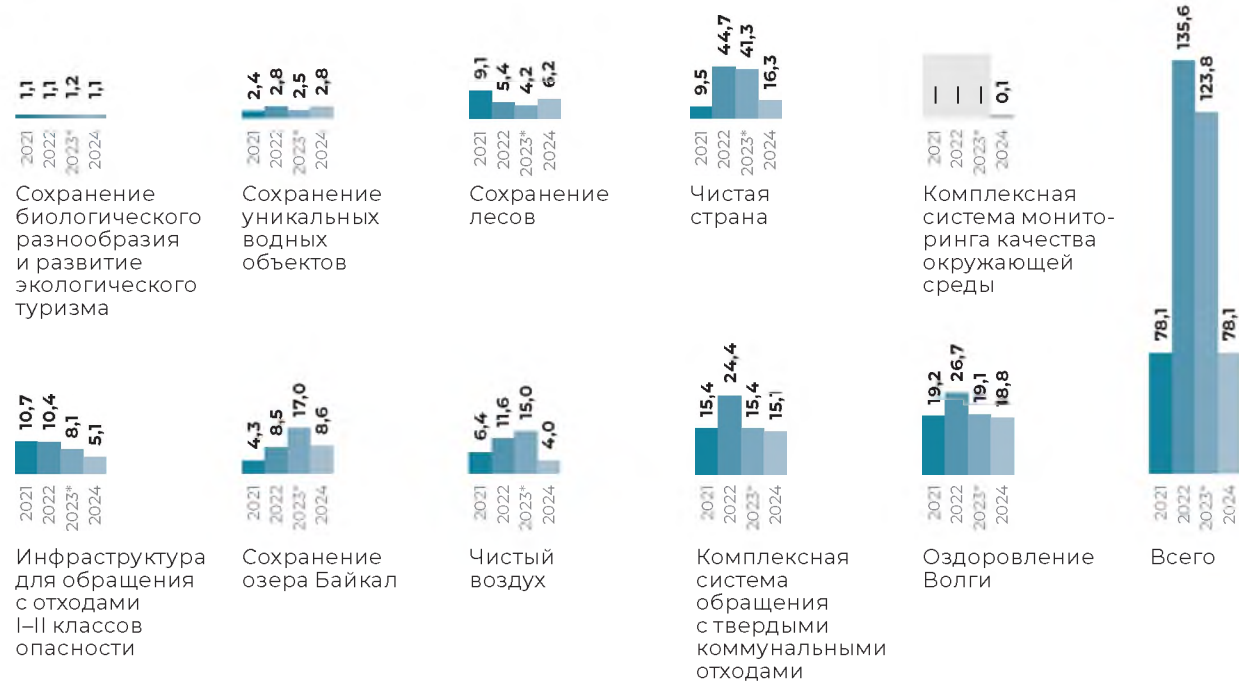 1,1 1,1 1,2 1,1
2021 2022 2023* 2024
Сохранение
биологического
разнообразия
и развитие
экологического
туризма
2,4 2,8 2,5 2,8
2021 2022 2023* 2024
Сохранение
уникальных
водных
объектов
9,1 5,4 4,2 6,2
2021 2022 2023* 2024
Сохранение
лесов
9,5 44,7 41,3 16,3
2021 2022 2023* 2024
Чистая
страна
— — — 0,1
2021 2022 2023* 2024
Комплексная
система монито-
ринга качества
окружающей
среды
10,7 10,4 8,1 5,1
2021 2022 2023* 2024
Инфраструктура
для обращения
с отходами
I–II классов
опасности
4,3 8,5 17,0 8,6
2021 2022 2023* 2024
Сохранение
озера Байкал
6,4 11,6 15,0 4,0
2021 2022 2023* 2024
Чистый
воздух
15,4 24,4 15,4 15,1
2021 2022 2023* 2024
Комплексная
система
обращения
с твердыми
коммунальными
отходами
19,2 26,7 19,1 18,8
2021 2022 2023* 2024
Оздоровление
Волги
78,1 135,6 123,8 78,1
2021 2022 2023* 2024
Всего